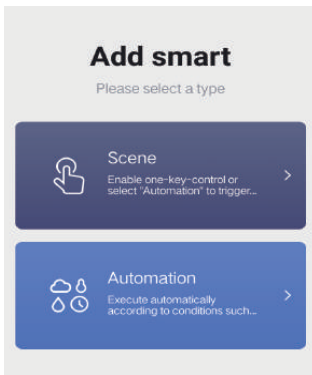 Add smart
Please select a type
Scene
Enable one-key-control or
select "Automation" to trigger...
Automation
Execute automatically
according to conditions such...